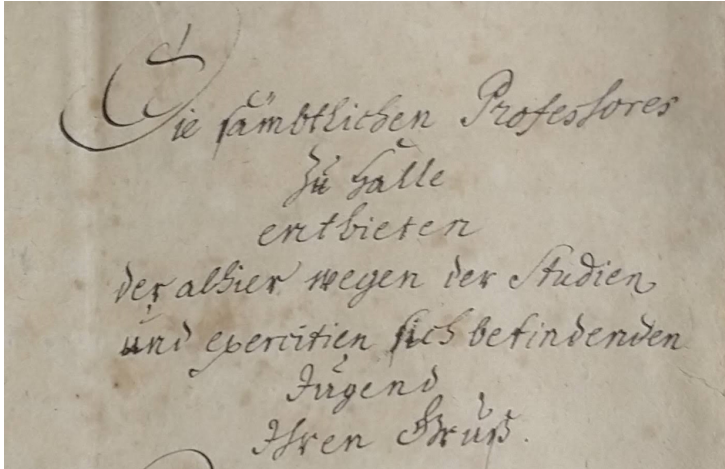 Die sämbtlichen Professores
zu Halle
entbieten
der alhier wegen der Studien
und exercitien sich befindenden
Jugend
Ihren Gruß.